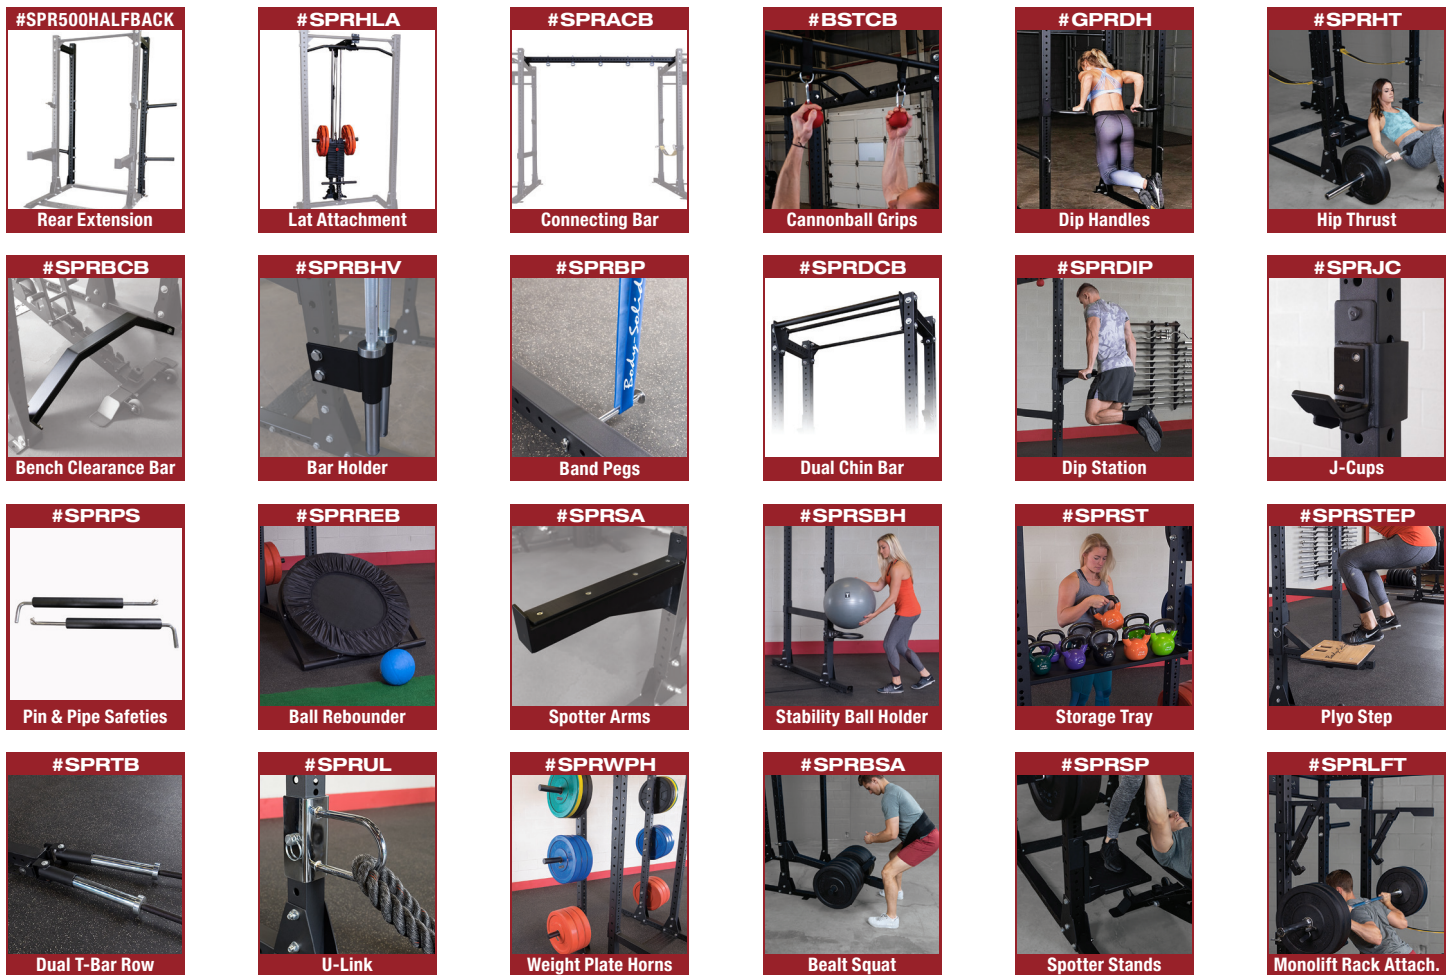 #SPR500HALFBACK
Rear Extension
#SPRHLA
Lat Attachment
#SPRACB
Connecting Bar
#BSTCB
Cannonball Grips
#GPRDH
Dip Handles
#SPRHT
Hip Thrust
#SPRBCB
Bench Clearance Bar
#SPRBHV
Bar Holder
#SPRBP
Body-Solid
Band Pegs
#SPRDCB
Dual Chin Bar
#SPRDIP
Dip Station
#SPRJC
J-Cups
#SPRPS
Pin & Pipe Safeties
#SPRREB
Ball Rebounder
#SPRSA
Spotter Arms
#SPRSBH
Stability Ball Holder
#SPRST
Storage Tray
#SPRSTEP
Plyo Step
#SPRTB
Dual T-Bar Row
#SPRUL
U-Link
#SPRWPH
Weight Plate Horns
#SPRBSA
Bealt Squat
#SPRSP
Spotter Stands
#SPRLFT
Monolift Rack Attach.